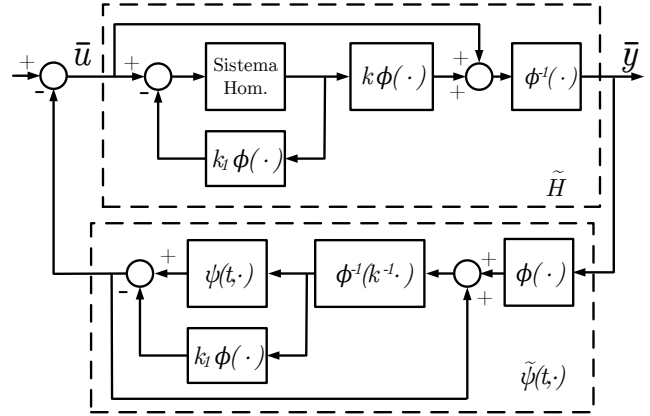 +
-
ū
+
-
Sistema
Hom.
kϕ(·)
+
+
ϕ⁻¹(·)
ȳ
k₁ϕ(·)
H̃
+
-
ψ(t,·)
ϕ⁻¹(k⁻¹·)
+
+
ϕ(·)
k₁ϕ(·)
ψ̃(t,·)